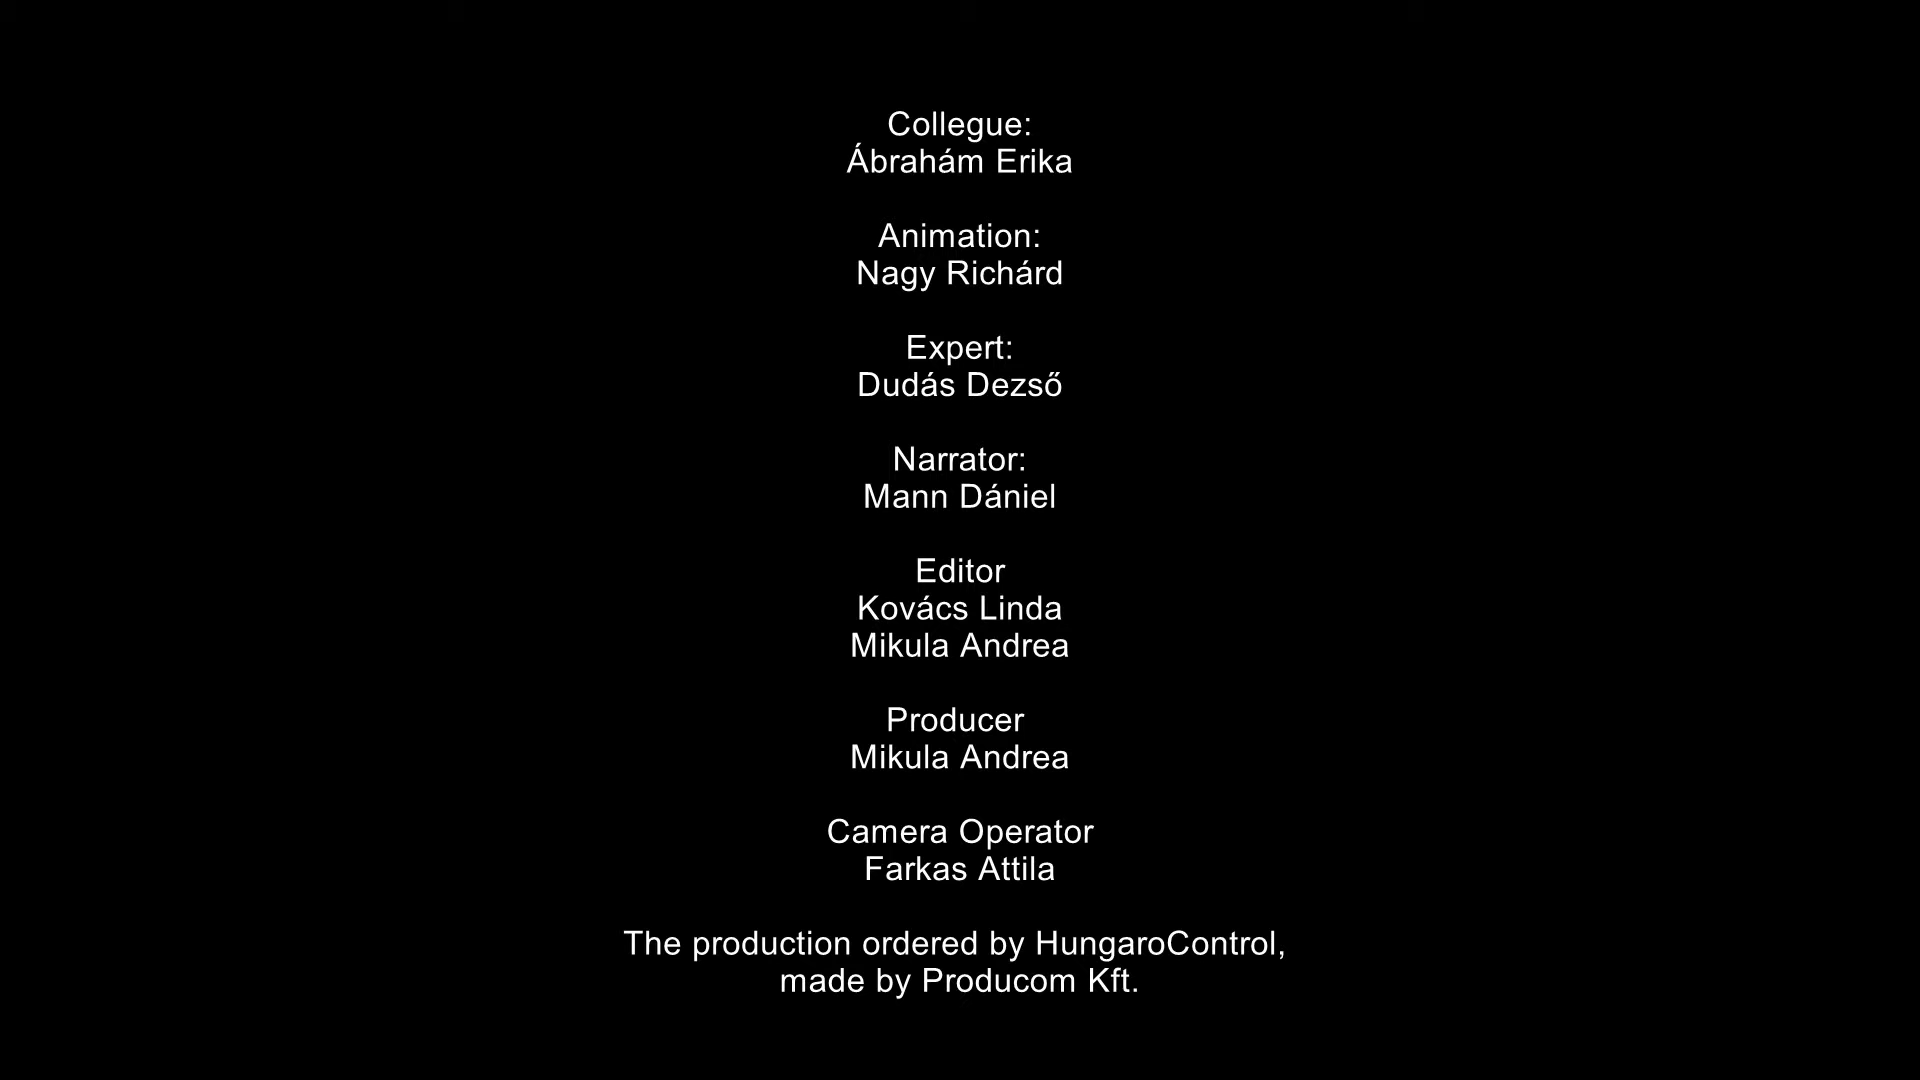 Collegue:
Ábrahám Erika
Animation:
Nagy Richárd
Expert:
Dudás Dezső
Narrator:
Mann Dániel
Editor
Kovács Linda
Mikula Andrea
Producer
Mikula Andrea
Camera Operator
Farkas Attila
The production ordered by HungaroControl,
made by Producom Kft.